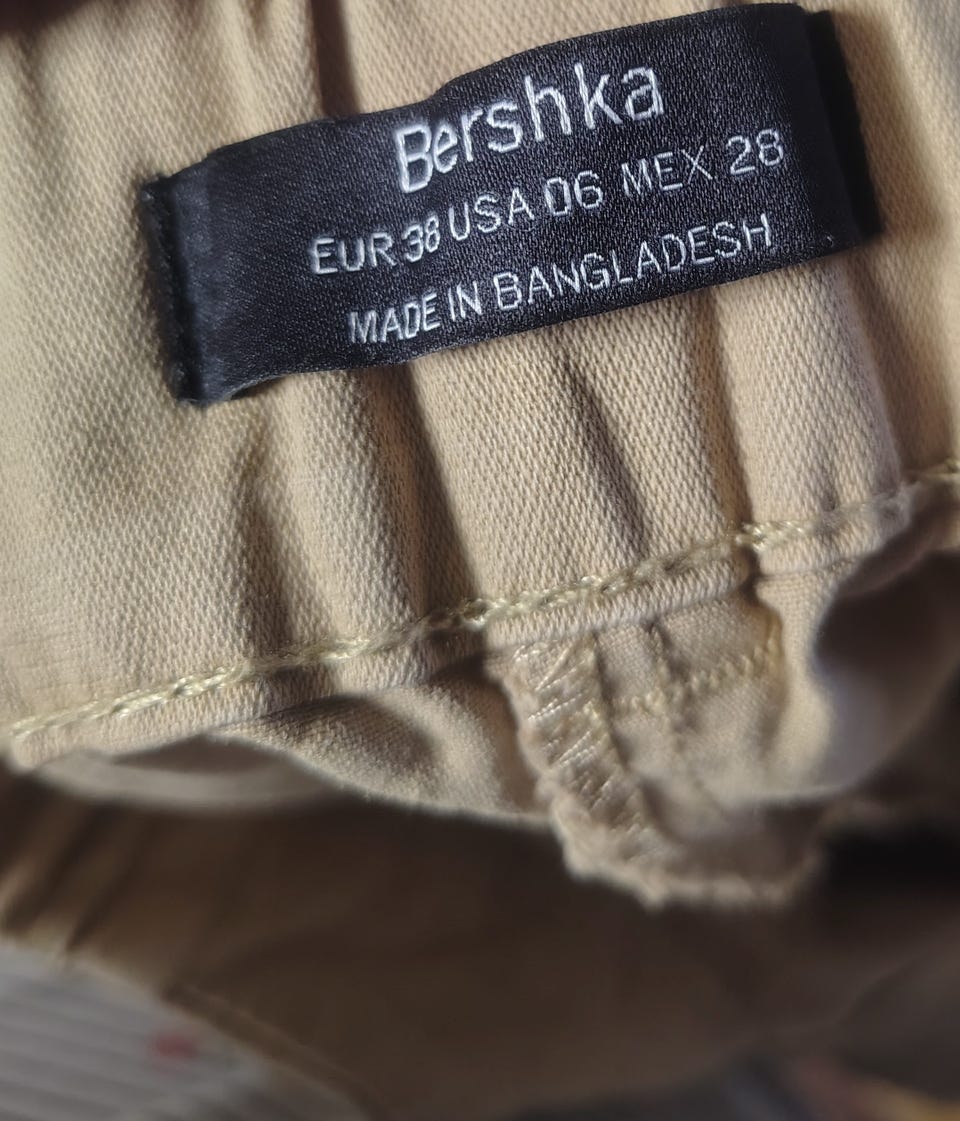 Bershka
EUR 38 USA 06 MEX 28
MADE IN BANGLADESH